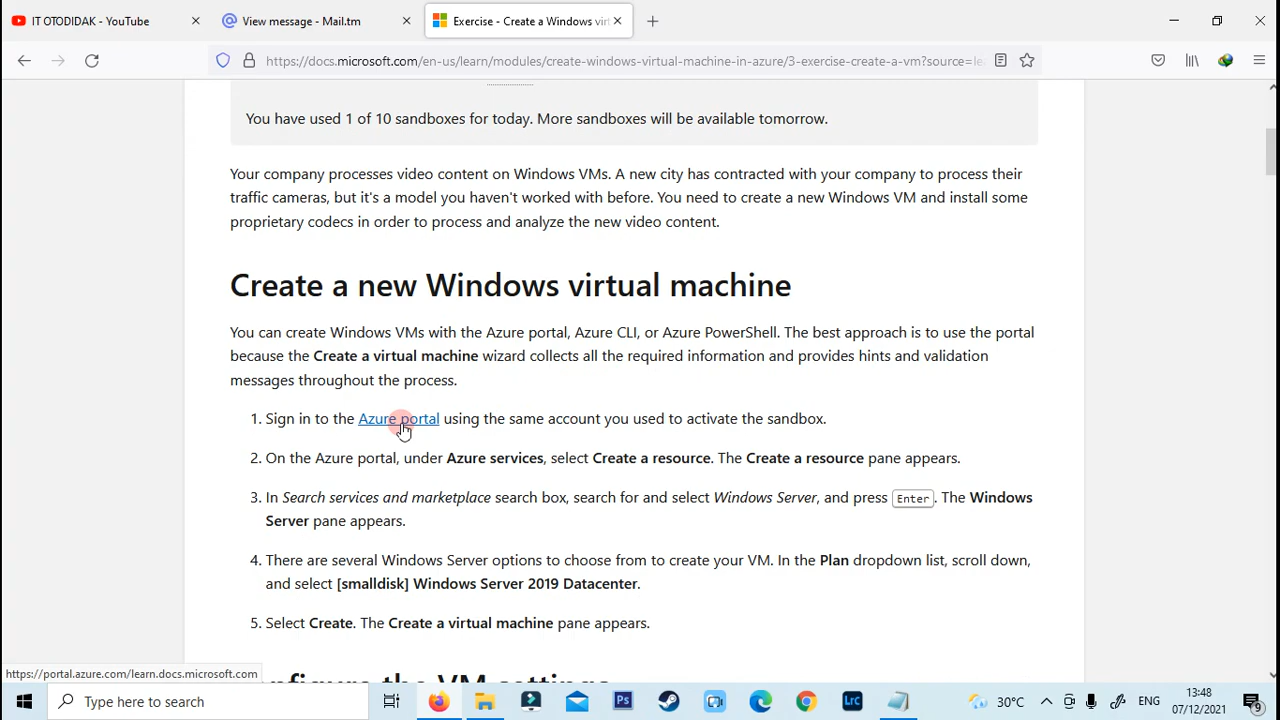 IT OTODIDAK - YouTube
View message - Mail.tm
Exercise - Create a Windows virt
https://docs.microsoft.com/en-us/learn/modules/create-windows-virtual-machine-in-azure/3-exercise-create-a-vm?source=le
You have used 1 of 10 sandboxes for today. More sandboxes will be available tomorrow.
Your company processes video content on Windows VMs. A new city has contracted with your company to process their
traffic cameras, but it's a model you haven't worked with before. You need to create a new Windows VM and install some
proprietary codecs in order to process and analyze the new video content.
Create a new Windows virtual machine
You can create Windows VMs with the Azure portal, Azure CLI, or Azure PowerShell. The best approach is to use the portal
because the Create a virtual machine wizard collects all the required information and provides hints and validation
messages throughout the process.
1. Sign in to the Azure portal using the same account you used to activate the sandbox.
2. On the Azure portal, under Azure services, select Create a resource. The Create a resource pane appears.
3. In Search services and marketplace search box, search for and select Windows Server, and press Enter. The Windows
Server pane appears.
4. There are several Windows Server options to choose from to create your VM. In the Plan dropdown list, scroll down,
and select [smalldisk] Windows Server 2019 Datacenter.
5. Select Create. The Create a virtual machine pane appears.
Configure the VM settings
https://portal.azure.com/learn.docs.microsoft.com
Type here to search
Ps
LrC
30°C
ENG
13:48
07/12/2021
9